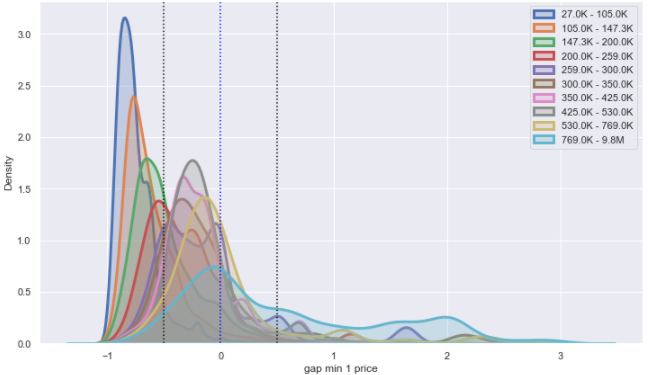 27.0K - 105.0K
105.0K - 147.3K
147.3K - 200.0K
200.0K - 259.0K
259.0K - 300.0K
300.0K - 350.0K
350.0K - 425.0K
425.0K - 530.0K
530.0K - 769.0K
769.0K - 9.8M
3.0
2.5
2.0
1.5
1.0
0.5
0.0
Density
−1
0
1
2
3
gap min 1 price